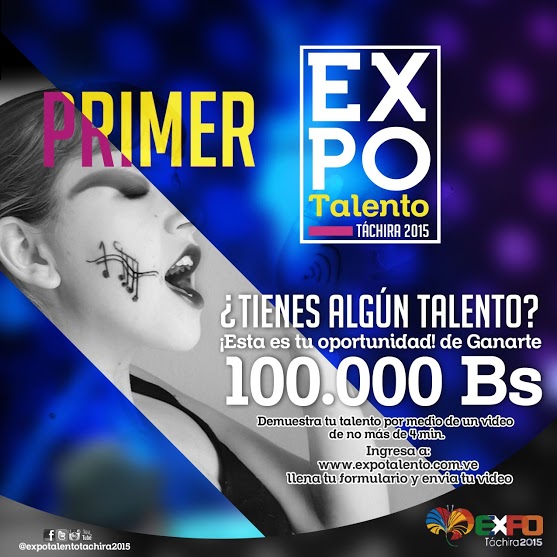 PRIMER
EX
PO
Talento
TÁCHIRA 2015
¿TIENES ALGÚN TALENTO?
¡Esta es tu oportunidad! de Ganarte
100.000 Bs
Demuestra tu talento por medio de un video
de no más de 4 min.
Ingresa a:
www.expotalento.com.ve
llena tu formulario y envía tu video
@expotalentotachira2015
EXPO
Táchira2015